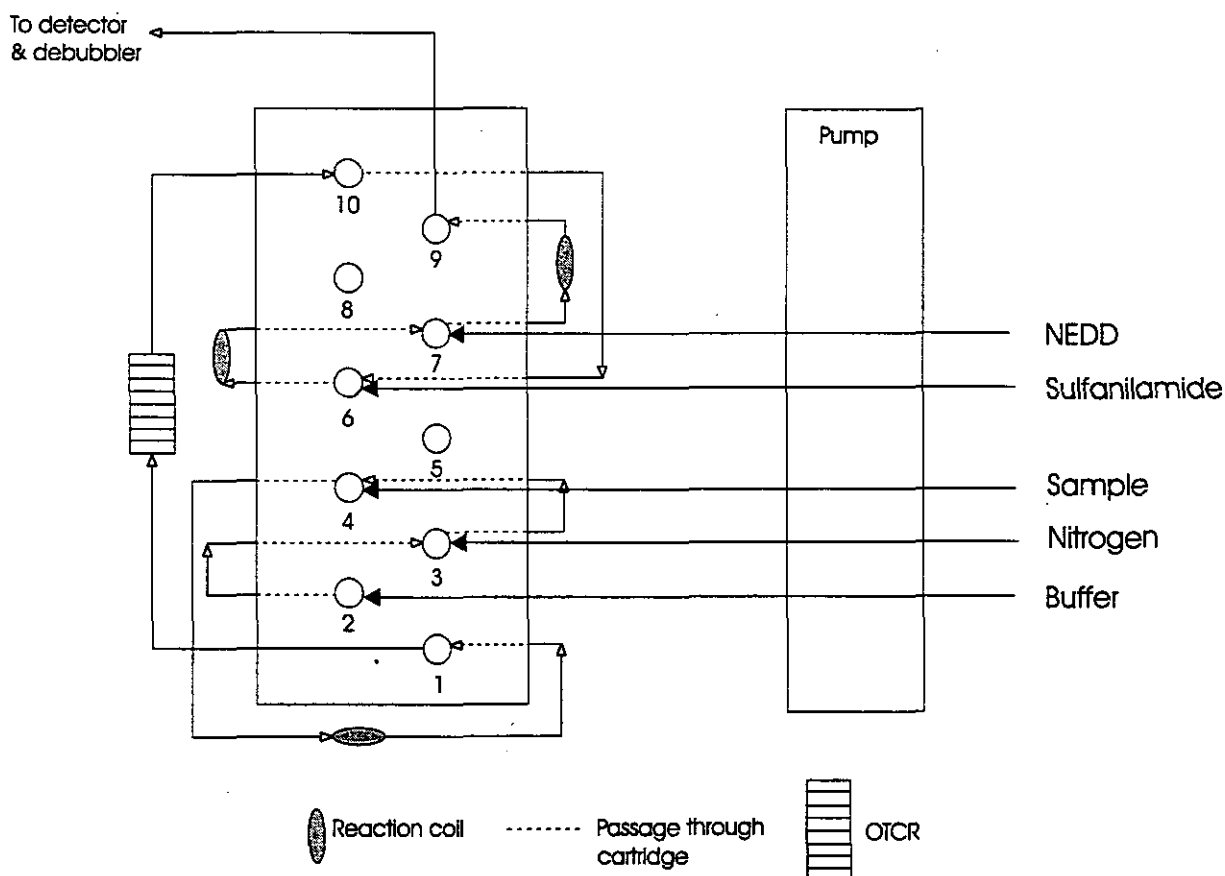 To detector
& debubbler
Pump
10
9
8
7
NEDD
6
Sulfanilamide
5
4
Sample
3
Nitrogen
2
Buffer
1
Reaction coil
Passage through
cartridge
OTCR